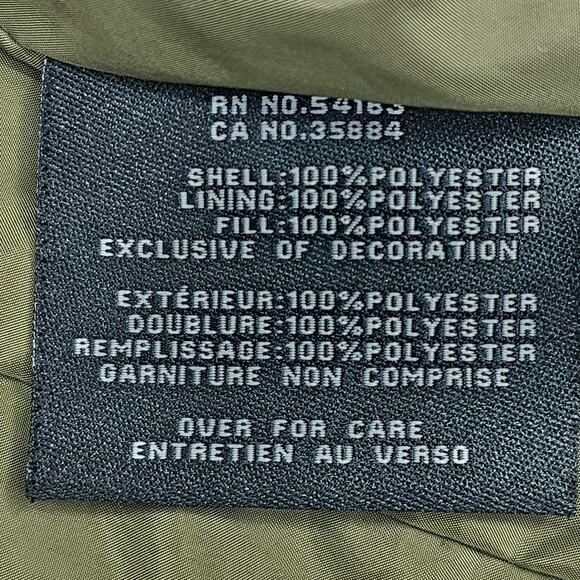 RN NO.54163
CA NO.35884
SHELL:100%POLYESTER
LINING:100%POLYESTER
FILL:100%POLYESTER
EXCLUSIVE OF DECORATION
EXTÉRIEUR:100%POLYESTER
DOUBLURE:100%POLYESTER
REMPLISSAGE:100%POLYESTER
GARNITURE NON COMPRISE
OVER FOR CARE
ENTRETIEN AU VERSO